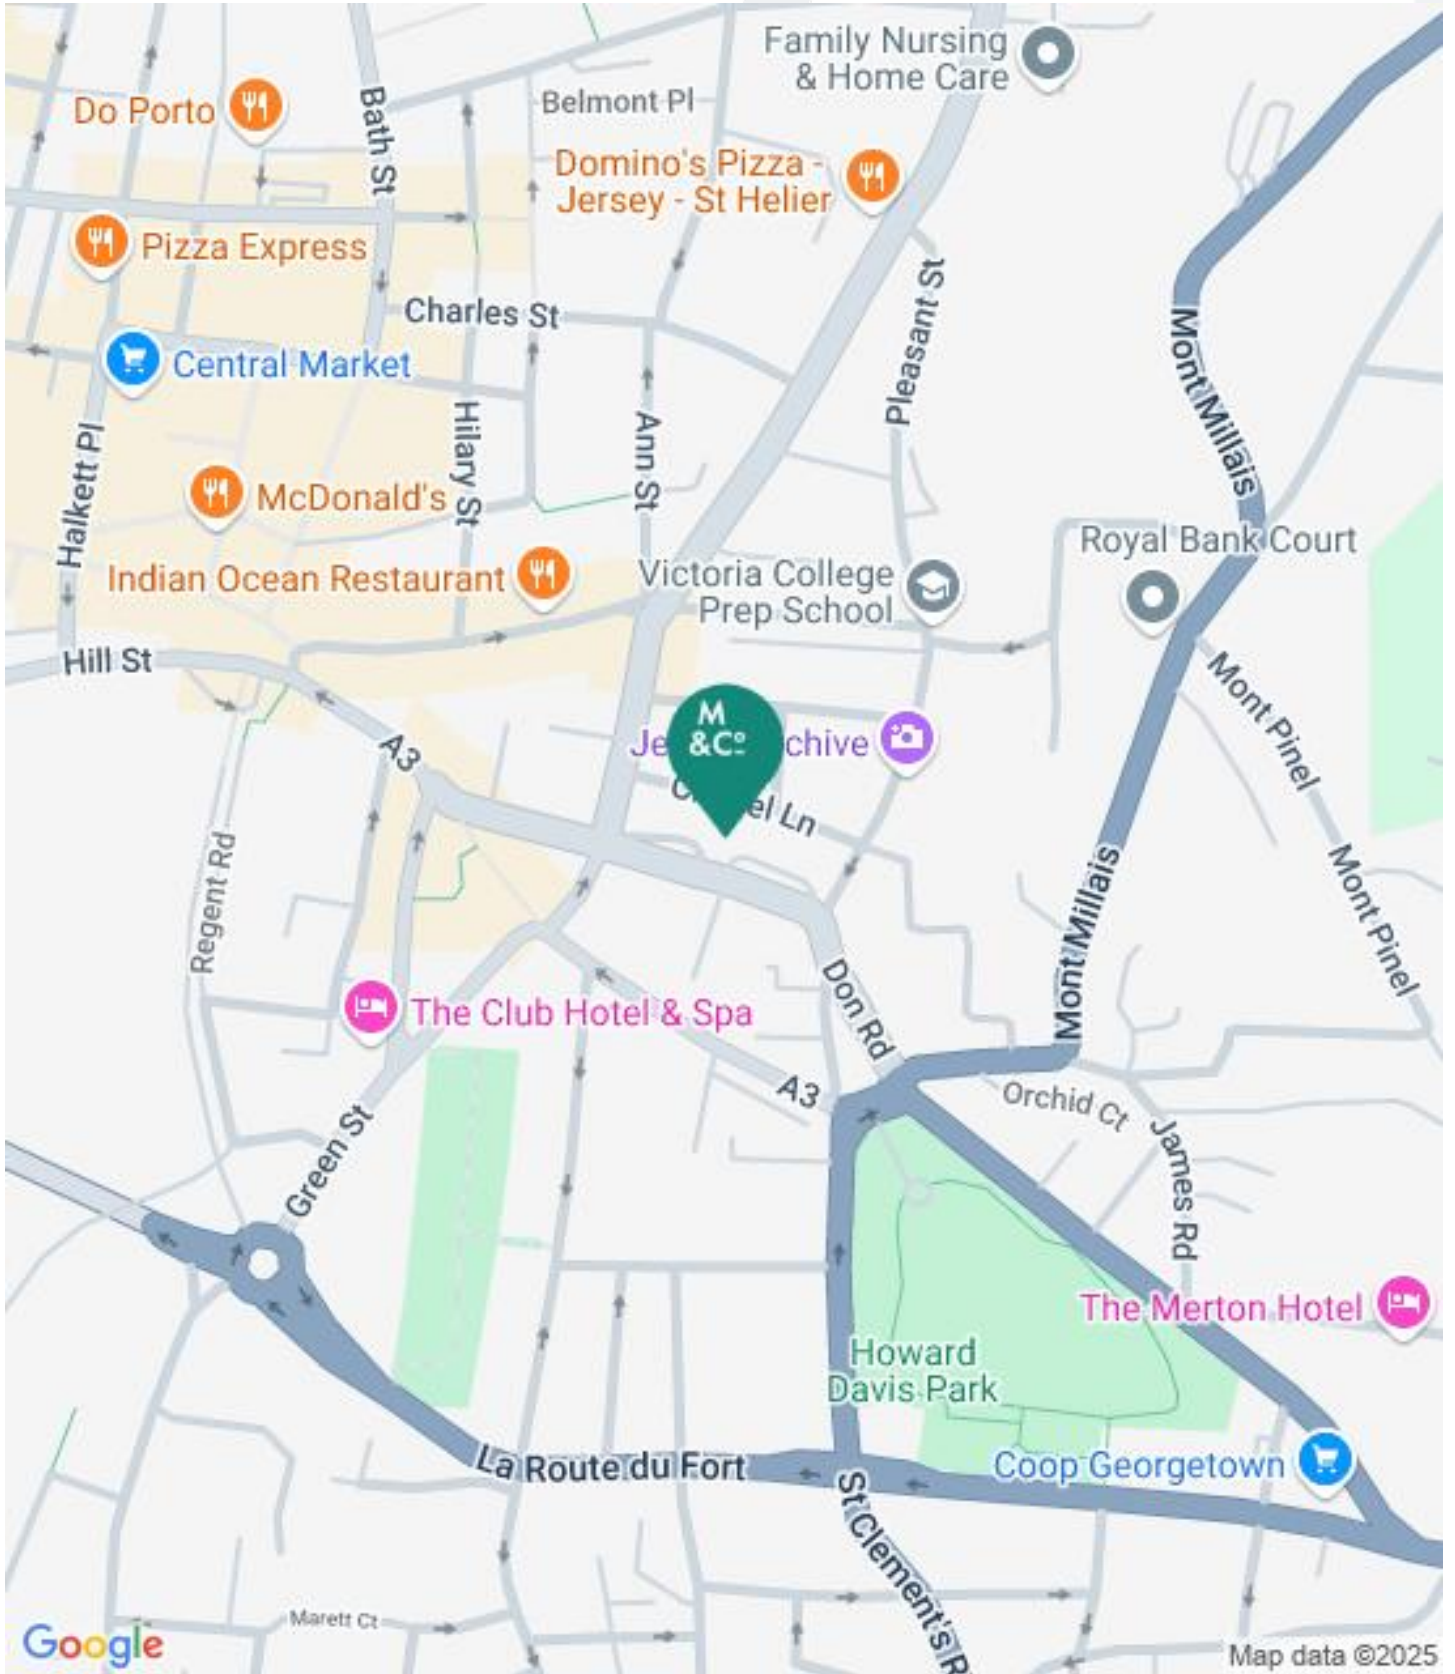 Family Nursing
& Home Care
Do Porto
Bath St
Belmont Pl
Domino's Pizza -
Jersey - St Helier
Pizza Express
Pleasant St
Charles St
Mont Millais
Central Market
Halkett Pl
Hilary St
Ann St
McDonald's
Royal Bank Court
Indian Ocean Restaurant
Victoria College
Prep School
Hill St
Mont Pinel
M
&Co
A3
Ln
Regent Rd
Mont Millais
Mont Pinel
Don Rd
The Club Hotel & Spa
A3
Orchid Ct
Green St
James Rd
The Merton Hotel
Howard
Davis Park
La Route du Fort
Coop Georgetown
St Clement's R
Marett Ct
Google
Map data ©2025